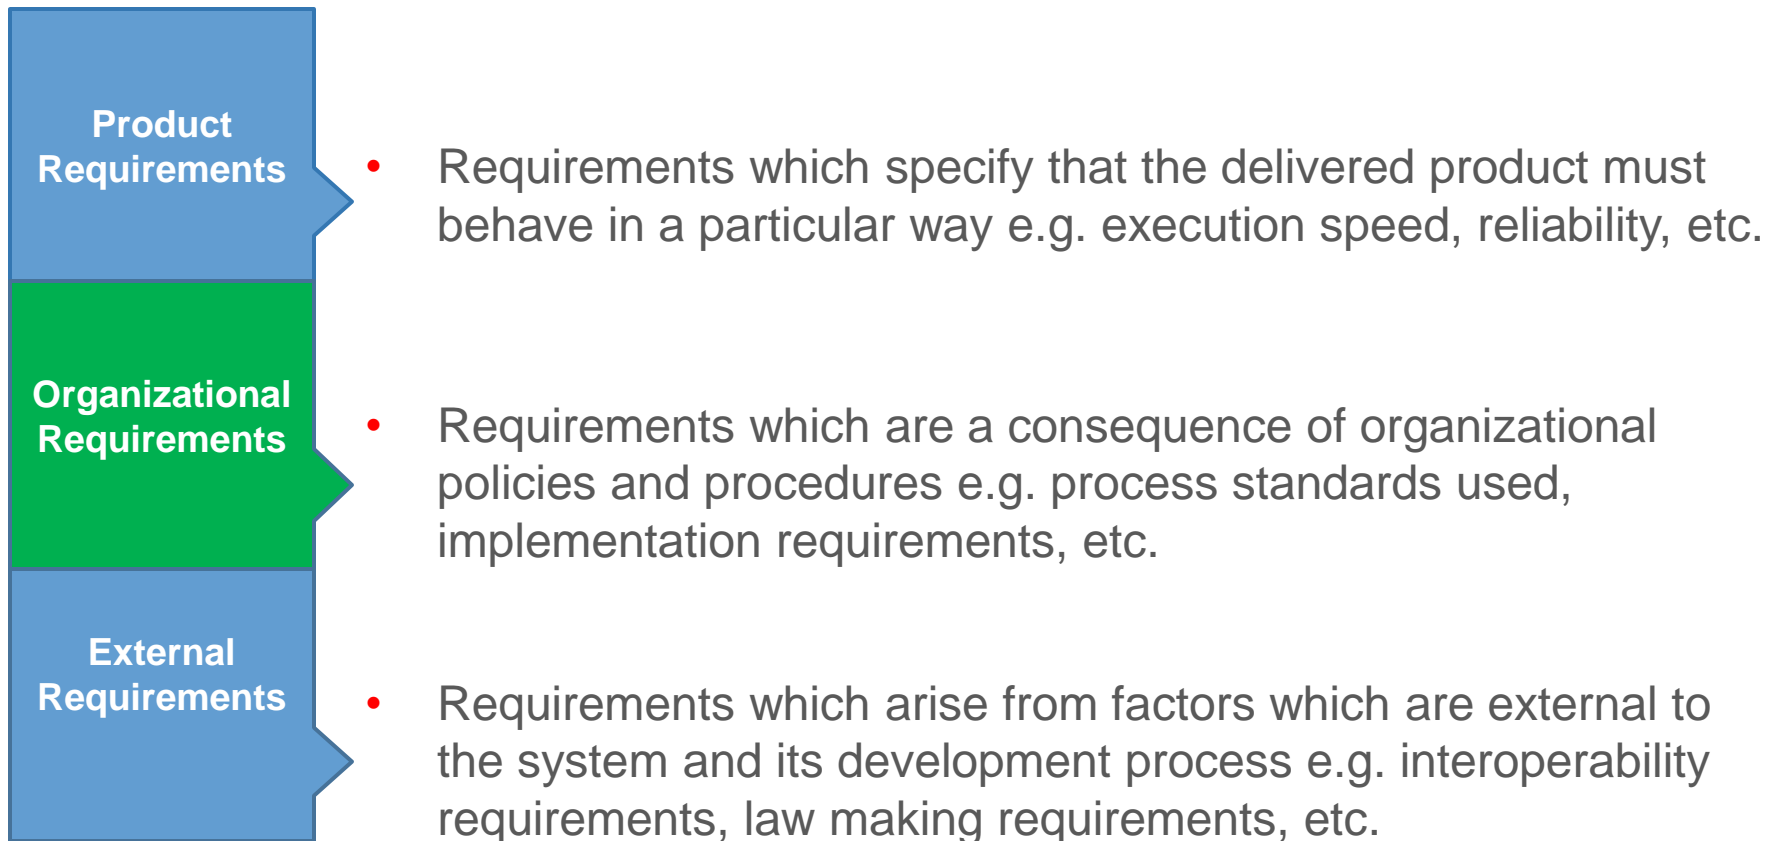 Product
Requirements
• Requirements which specify that the delivered product must
behave in a particular way e.g. execution speed, reliability, etc.
Organizational
Requirements
• Requirements which are a consequence of organizational
policies and procedures e.g. process standards used,
implementation requirements, etc.
External
Requirements
• Requirements which arise from factors which are external to
the system and its development process e.g. interoperability
requirements, law making requirements, etc.